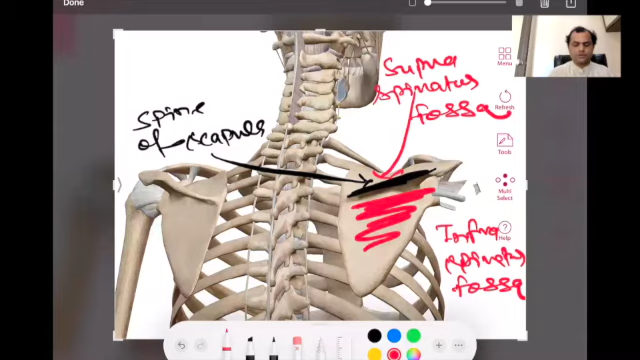 Done
Supra
spinatus
fossa
Spine
of scapula
Infra
spinatus
fossa
Menu
Refresh
Tools
Multi
Select
Help